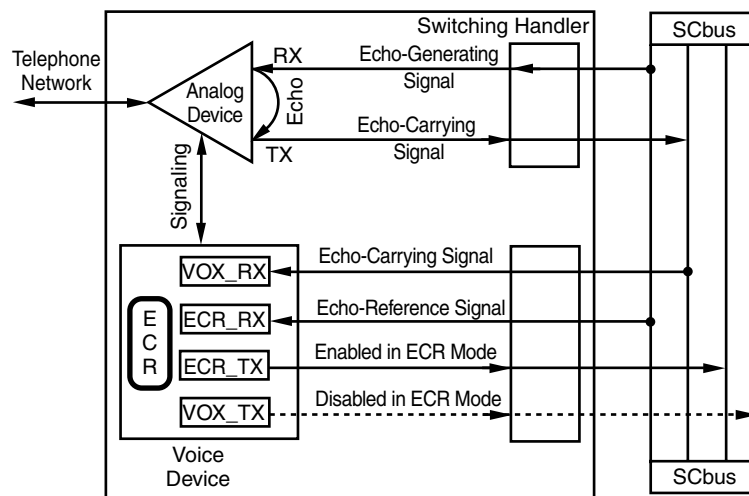 Switching Handler
SCbus
Telephone
Network
Analog
Device
RX
Echo
TX
Echo-Generating
Signal
Echo-Carrying
Signal
Signaling
VOX_RX
Echo-Carrying Signal
ECR_RX
Echo-Reference Signal
E
C
R
ECR_TX
Enabled in ECR Mode
VOX_TX
Disabled in ECR Mode
Voice
Device
SCbus